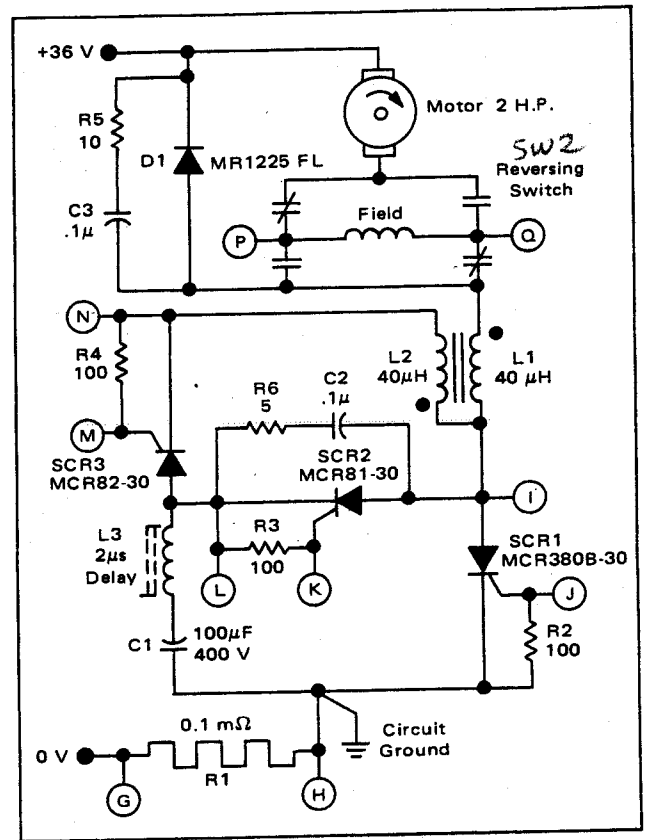 +36 V
Motor 2 H.P.
R5
10
D1
MR1225 FL
SW2
Reversing
Switch
C3
.1μ
Field
P
Q
N
R4
100
L2
40μH
L1
40 μH
R6
5
C2
.1μ
M
SCR3
MCR82-30
SCR2
MCR81-30
I
L3
2μs
Delay
R3
100
SCR1
MCR380B-30
L
K
J
R2
100
C1
100μF
400 V
0.1 mΩ
Circuit
Ground
0 V
R1
G
H